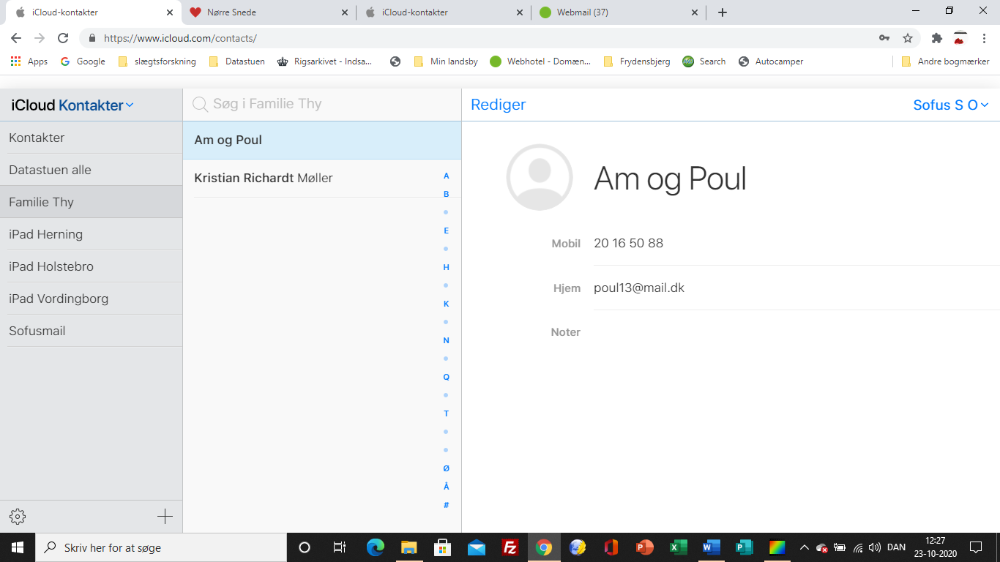 iCloud-kontakter
Nørre Snede
iCloud-kontakter
Webmail (37)
https://www.icloud.com/contacts/
Apps
Google
slægtsforskning
Datastuen
Rigsarkivet - Indsa...
Min landsby
Webhotel - Domæn...
Frydensbjerg
Search
Autocamper
Andre bogmærker
iCloud Kontakter
Kontakter
Datastuen alle
Familie Thy
iPad Herning
iPad Holstebro
iPad Vordingborg
Sofusmail
Søg i Familie Thy
Am og Poul
Kristian Richardt Møller
A
B
E
H
K
N
Q
T
Ø
Å
#
Rediger
Sofus S O
Am og Poul
Mobil 20 16 50 88
Hjem poul13@mail.dk
Noter
Skriv her for at søge
DAN
12:27
23-10-2020